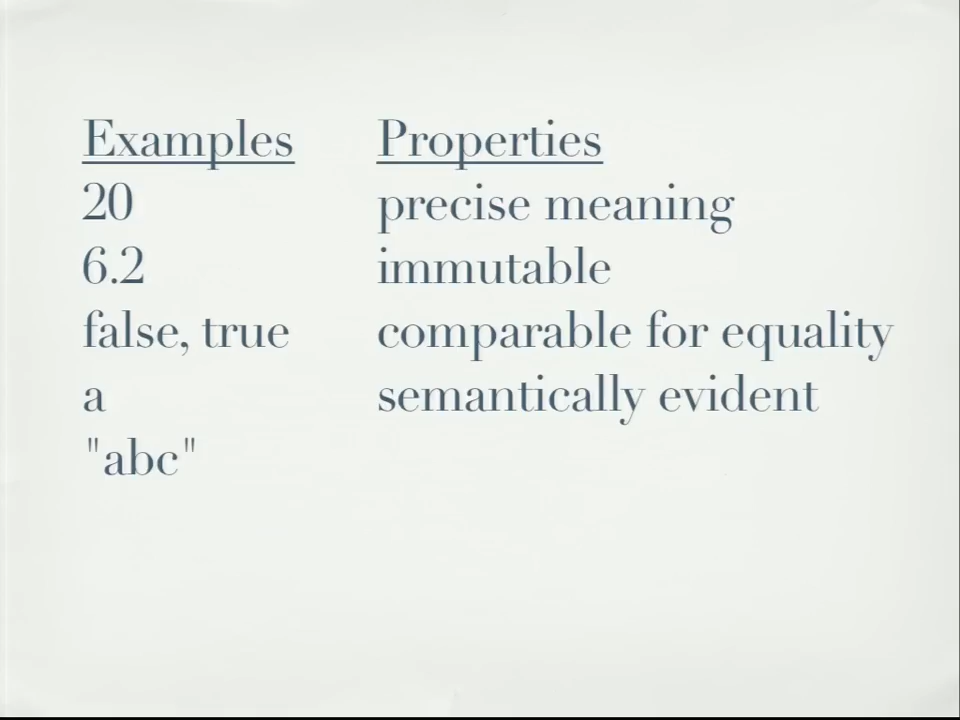 Examples
20
6.2
false, true
a
"abc"
Properties
precise meaning
immutable
comparable for equality
semantically evident